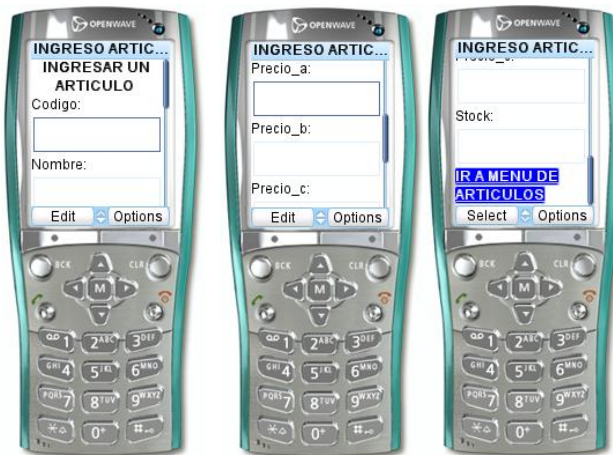 OPENWAVE
INGRESO ARTIC...
INGRESAR UN
ARTICULO
Codigo:
Nombre:
Edit Options
BCK CLR
M
1 2ABC 3DEF
GHI4 5JKL 6MNO
PQRS7 8TUV 9WXYZ
* 0+ #
OPENWAVE
INGRESO ARTIC...
Precio_a:
Precio_b:
Precio_c:
Edit Options
BCK CLR
M
1 2ABC 3DEF
GHI4 5JKL 6MNO
PQRS7 8TUV 9WXYZ
* 0+ #
OPENWAVE
INGRESO ARTIC...
Precio_c:
Stock:
IR A MENU DE
ARTICULOS
Select Options
BCK CLR
M
1 2ABC 3DEF
GHI4 5JKL 6MNO
PQRS7 8TUV 9WXYZ
* 0+ #